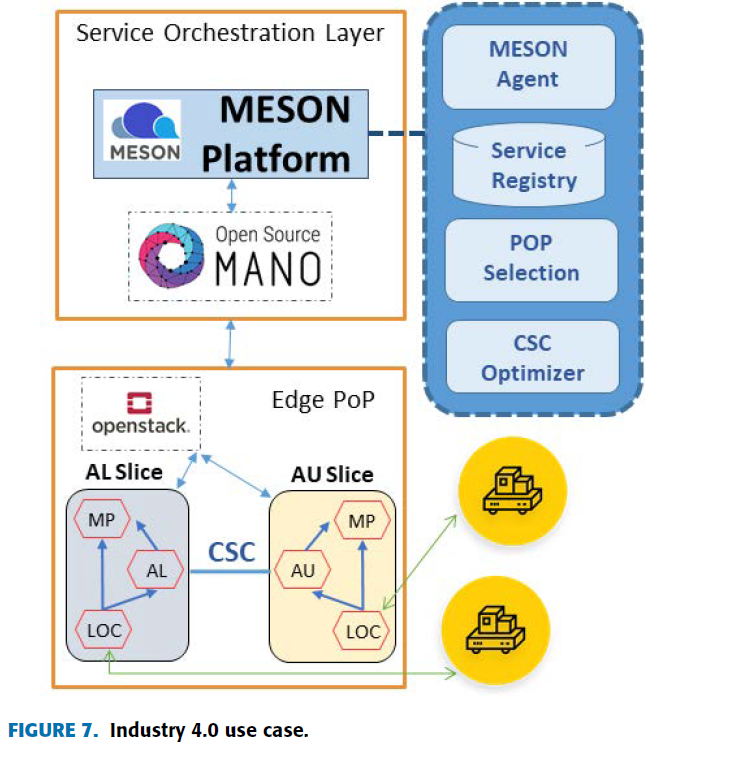 Service Orchestration Layer
MESON
MESON
Platform
Open Source
MANO
MESON
Agent
Service
Registry
POP
Selection
CSC
Optimizer
Edge PoP
openstack.
AL Slice
AU Slice
MP
AL
LOC
CSC
MP
AU
LOC
FIGURE 7. Industry 4.0 use case.